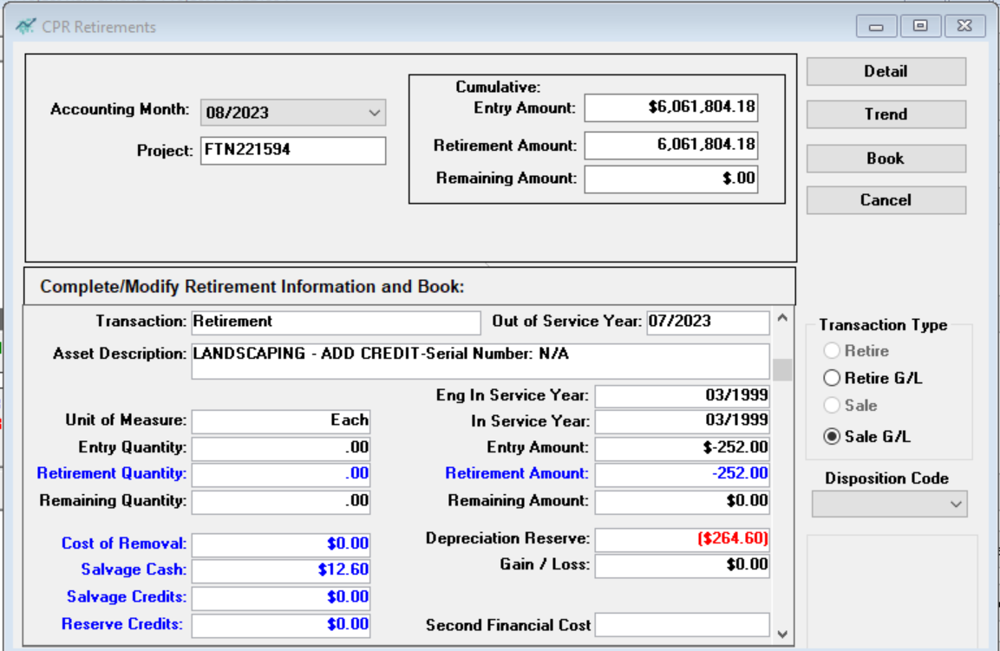 CPR Retirements
Accounting Month: 08/2023
Project: FTN221594
Cumulative:
Entry Amount: $6,061,804.18
Retirement Amount: 6,061,804.18
Remaining Amount: $.00
Detail
Trend
Book
Cancel
Complete/Modify Retirement Information and Book:
Transaction: Retirement Out of Service Year: 07/2023
Asset Description: LANDSCAPING - ADD CREDIT-Serial Number: N/A
Eng In Service Year: 03/1999
Unit of Measure: Each In Service Year: 03/1999
Entry Quantity: .00 Entry Amount: $-252.00
Retirement Quantity: .00 Retirement Amount: -252.00
Remaining Quantity: .00 Remaining Amount: $0.00
Cost of Removal: $0.00 Depreciation Reserve: ($264.60)
Salvage Cash: $12.60 Gain / Loss: $0.00
Salvage Credits: $0.00
Reserve Credits: $0.00 Second Financial Cost
Transaction Type
Retire
Retire G/L
Sale
Sale G/L
Disposition Code